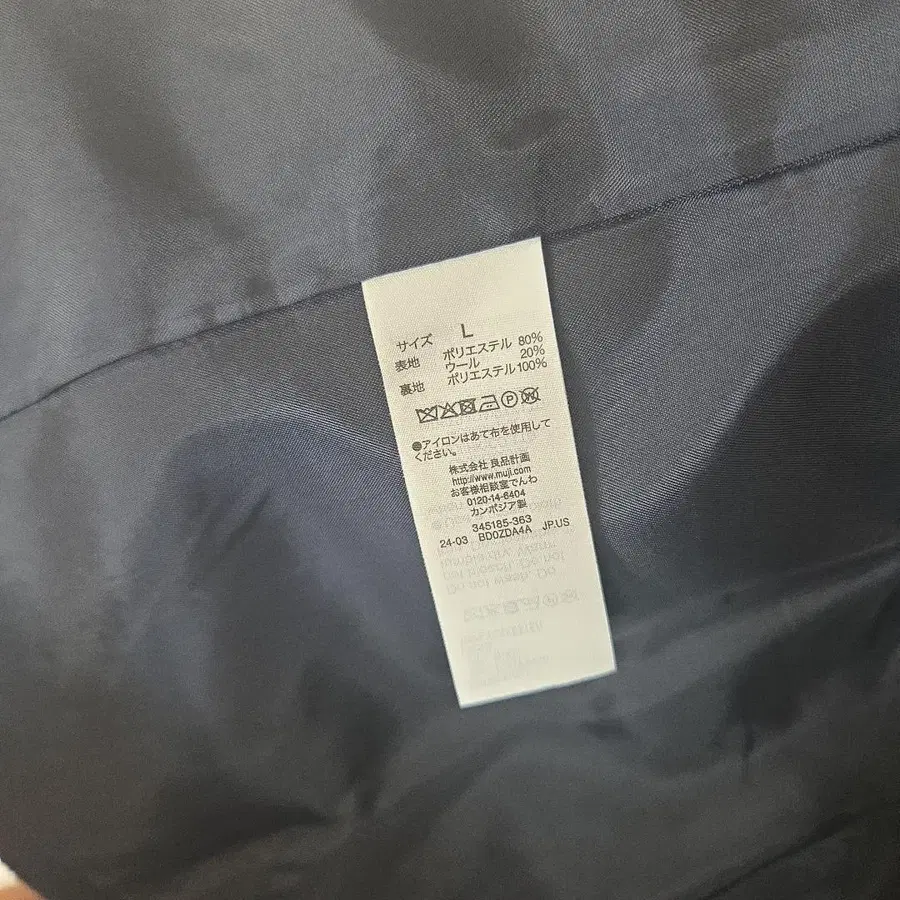 サイズ L
表地 ポリエステル 80%
ウール 20%
裏地 ポリエステル100%
●アイロンはあて布を使用して
ください。
株式会社 良品計画
http://www.muji.com
お客様相談室でんわ
0120-14-6404
カンボジア製
345185-363
24-03 BD0ZDA4A JP.US